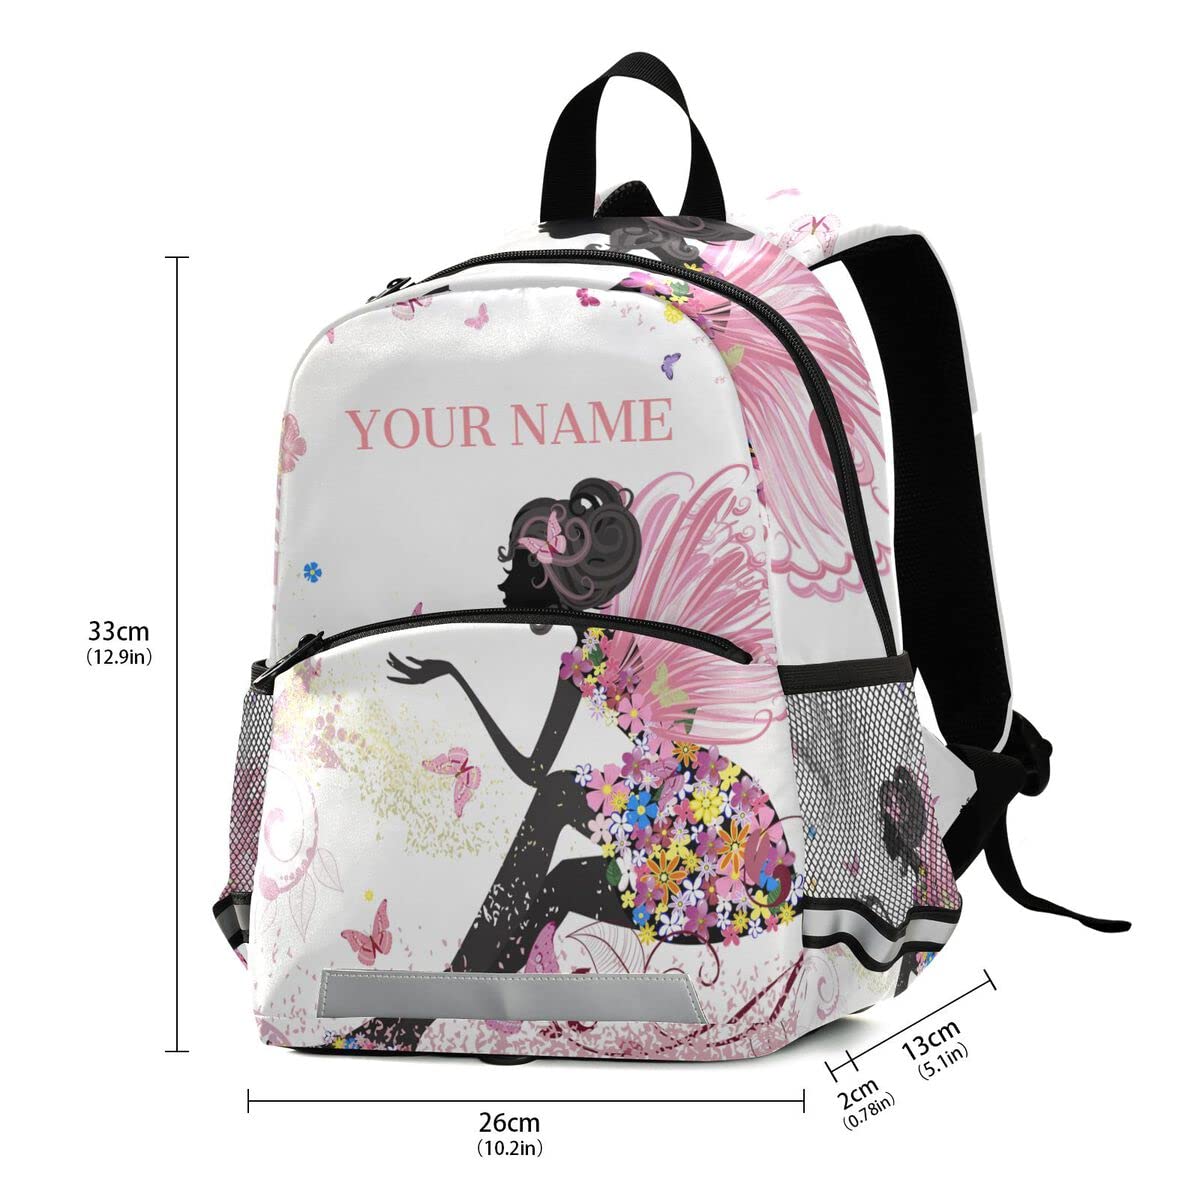 YOUR NAME
33cm
(12.9in)
26cm
(10.2in)
2cm
(0.78in)
13cm
(5.1in)